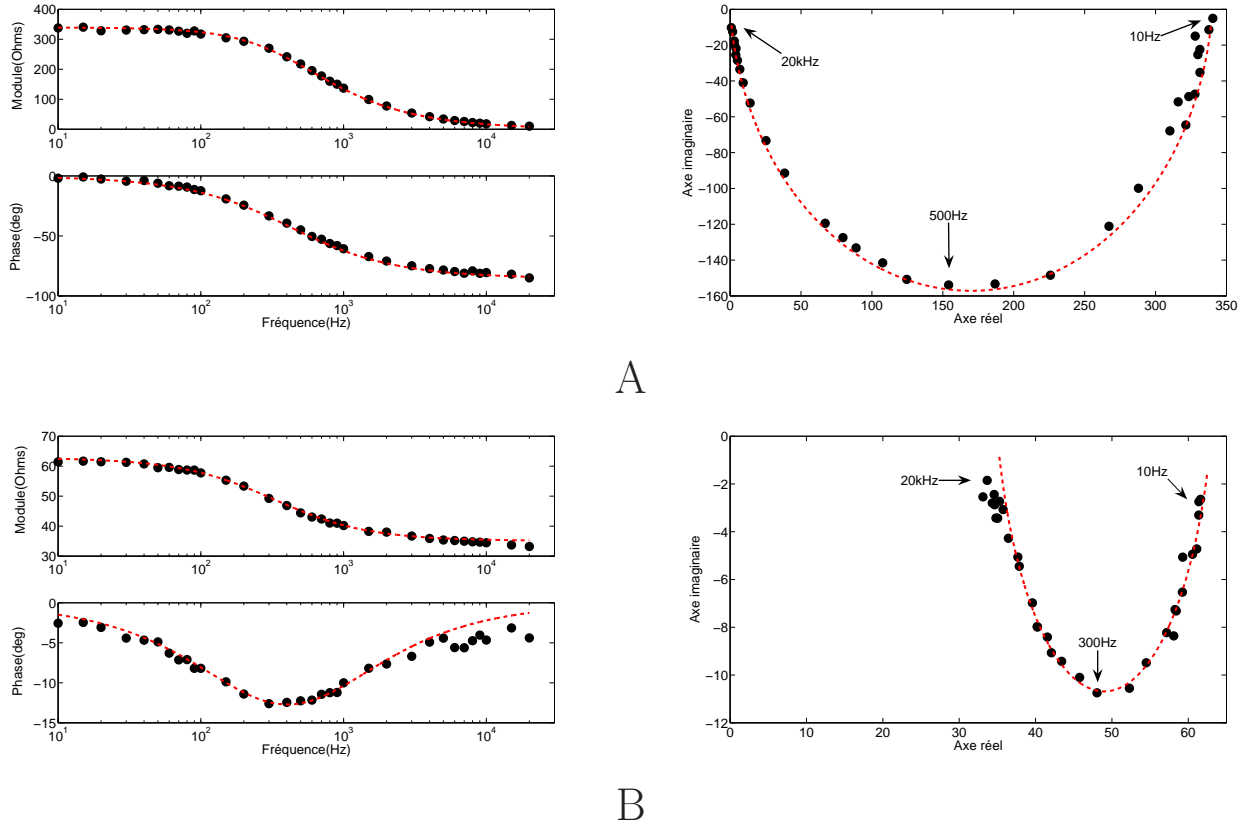 Module(Ohms)
400
300
200
100
0
10^1 10^2 10^3 10^4
Phase(deg)
0
−50
−100
10^1 10^2 10^3 10^4
Fréquence(Hz)
Axe imaginaire
0
−20
−40
−60
−80
−100
−120
−140
−160
20kHz
10Hz
500Hz
0 50 100 150 200 250 300 350
Axe réel
A
Module(Ohms)
70
60
50
40
30
10^1 10^2 10^3 10^4
Phase(deg)
0
−5
−10
−15
10^1 10^2 10^3 10^4
Fréquence(Hz)
Axe imaginaire
0
−2
−4
−6
−8
−10
−12
20kHz
10Hz
300Hz
0 10 20 30 40 50 60
Axe réel
B